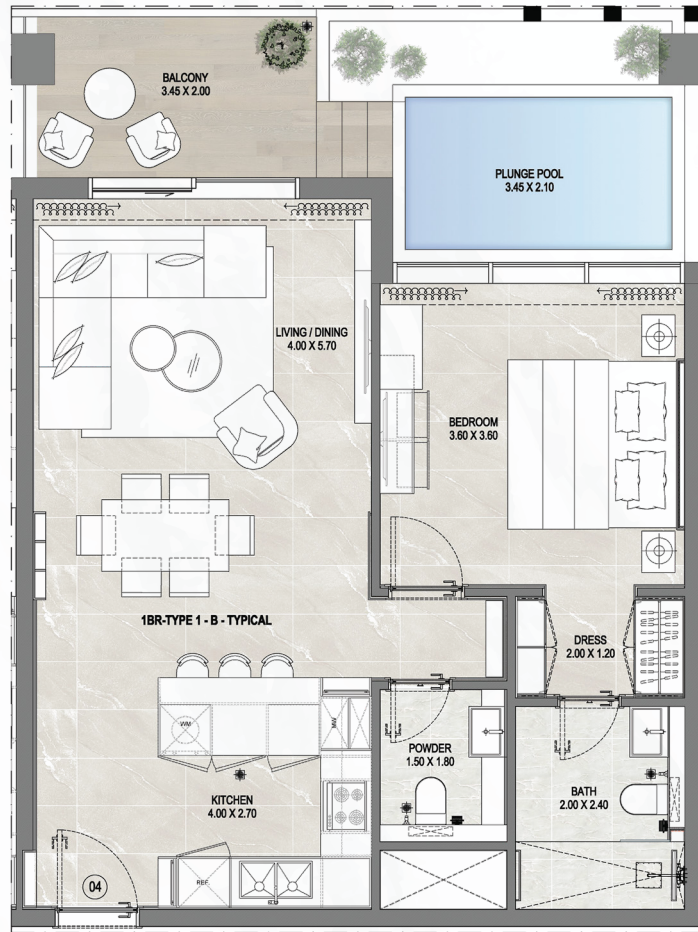 BALCONY
3.45 X 2.00
PLUNGE POOL
3.45 X 2.10
LIVING / DINING
4.00 X 5.70
BEDROOM
3.60 X 3.60
1BR-TYPE 1 - B - TYPICAL
DRESS
2.00 X 1.20
WM
MW
POWDER
1.50 X 1.80
KITCHEN
4.00 X 2.70
BATH
2.00 X 2.40
REF
04